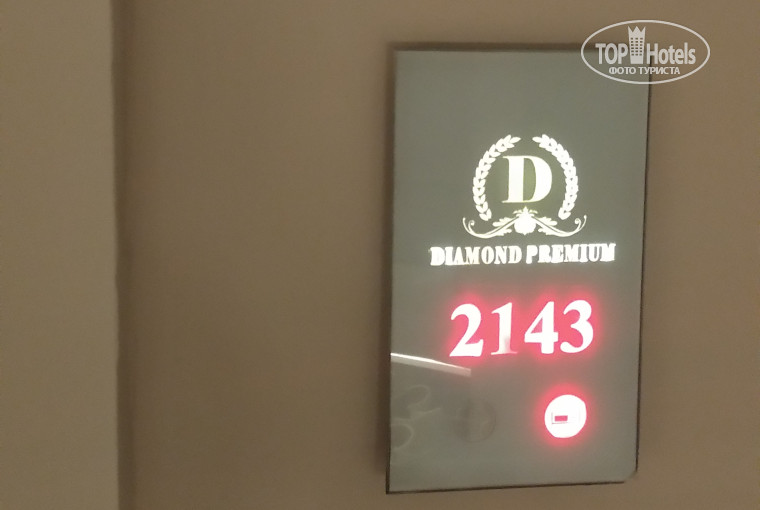 TOP Hotels
ФОТО ТУРИСТА
D
DIAMOND PREMIUM
2143